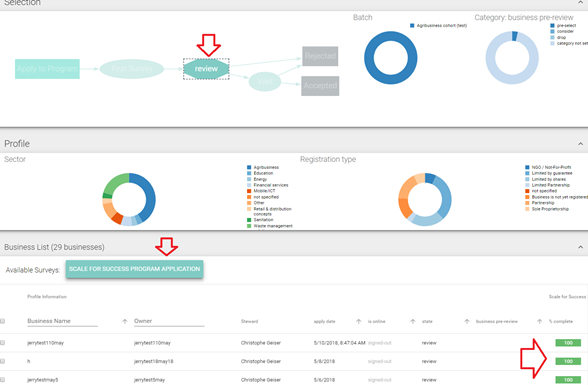 Selection
Batch
Agribusiness cohort (test)
Category: business pre-review
pre-select
consider
stop
category not set
Apply to Program
review
Rejected
Accepted
Profile
Sector
Agribusiness
Education
Energy
Financial services
Mobile/ICT
not specified
Other
Retail & distribution
concepts
Sanitation
Waste management
Registration type
NGO / Not-For-Profit
Limited by guarantee
Limited by shares
Limited Partnership
not specified
Business is not yet registered
Partnership
Sole Proprietorship
Business List (29 businesses)
Available Surveys: SCALE FOR SUCCESS PROGRAM APPLICATION
Profile Information Scale for Success
Business Name Owner Steward apply date is online state business pre-review % complete
jerrytest110may jerrytest110may Christophe Geiser 5/10/2018, 8:47:04 AM signed-out review 100
h jerrytest18may18 Christophe Geiser 5/8/2018 signed-out review 100
jerrytestmay5 jerrytest5may Christophe Geiser 5/6/2018 signed-out review 100